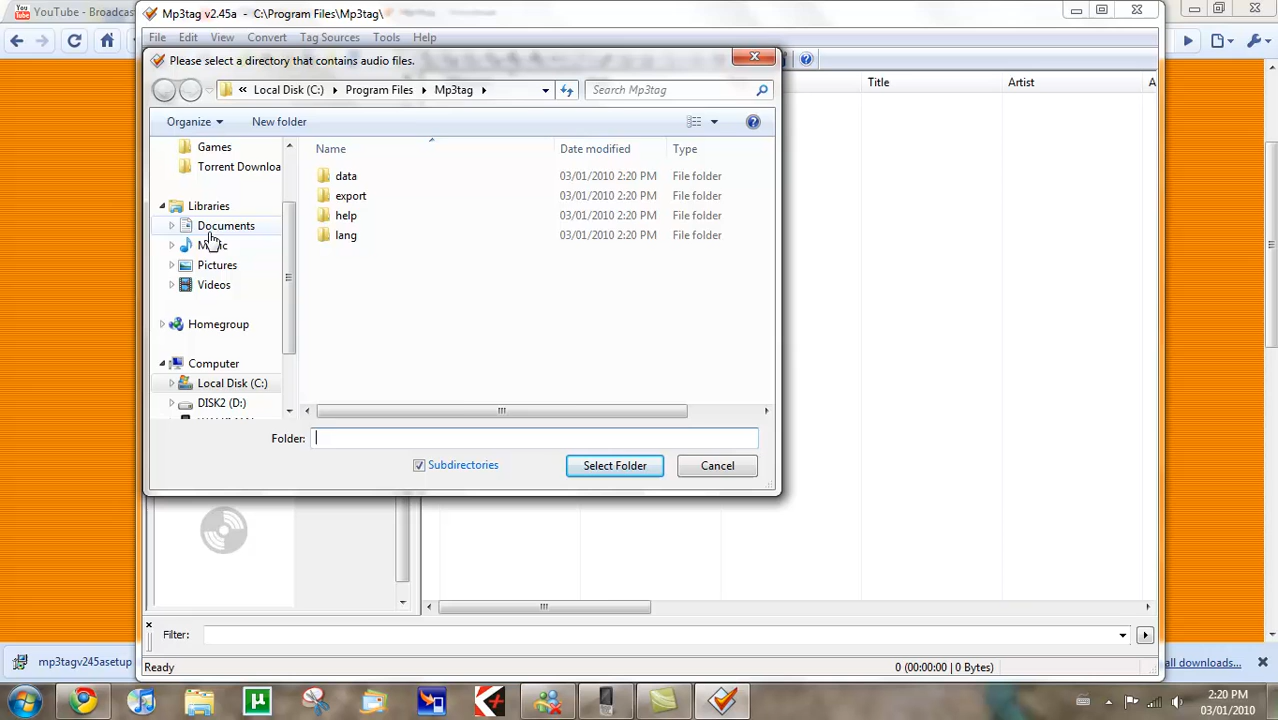 YouTube - Broadcast
Mp3tag v2.45a - C:\Program Files\Mp3tag\
File Edit View Convert Tag Sources Tools Help
Please select a directory that contains audio files.
« Local Disk (C:) Program Files Mp3tag
Search Mp3tag
Organize New folder
Title Artist A
Games
Torrent Downloa
Libraries
Documents
Pictures
Videos
Homegroup
Computer
Local Disk (C:)
DISK2 (D:)
Name Date modified Type
data 03/01/2010 2:20 PM File folder
export 03/01/2010 2:20 PM File folder
help 03/01/2010 2:20 PM File folder
lang 03/01/2010 2:20 PM File folder
Folder:
Subdirectories Select Folder Cancel
Filter:
Ready 0 (00:00:00 | 0 Bytes)
mp3tagv245asetup
all downloads...
2:20 PM
03/01/2010